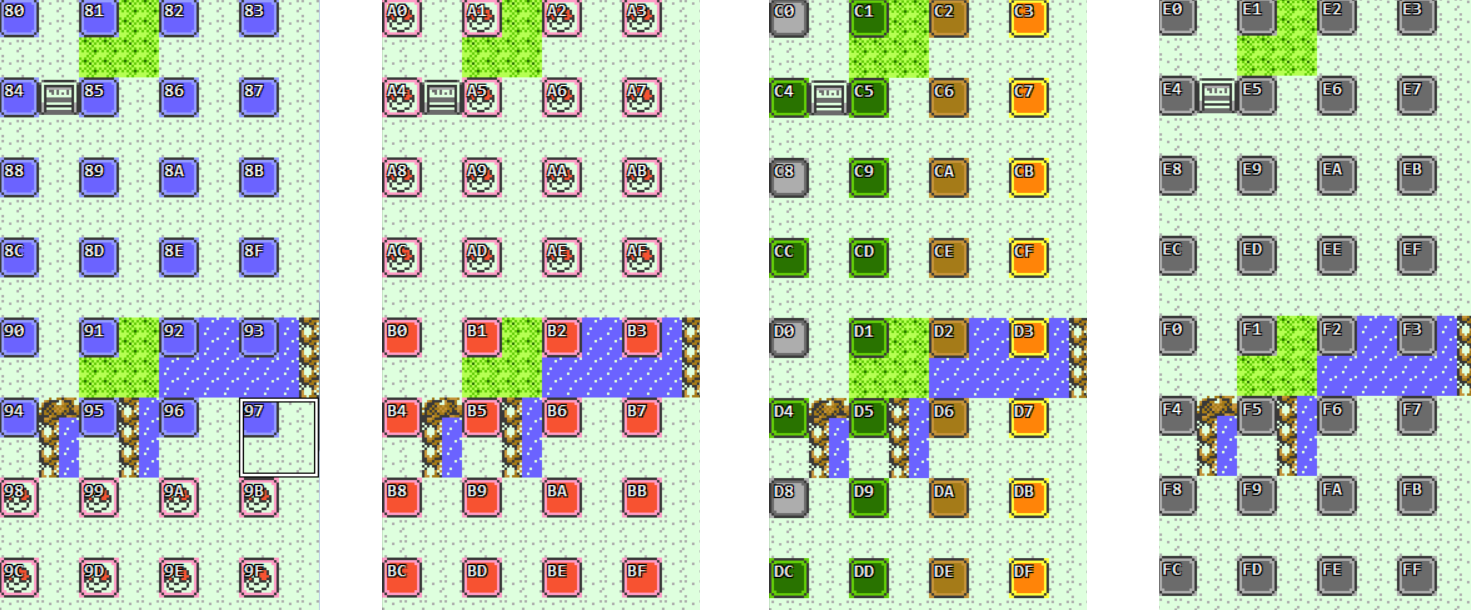 80 81 82 83 A0 A1 A2 A3 C0 C1 C2 C3 E0 E1 E2 E3
84 85 86 87 A4 A5 A6 A7 C4 C5 C6 C7 E4 E5 E6 E7
88 89 8A 8B A8 A9 AA AB C8 C9 CA CB E8 E9 EA EB
8C 8D 8E 8F AC AD AE AF CC CD CE CF EC ED EE EF
90 91 92 93 B0 B1 B2 B3 D0 D1 D2 D3 F0 F1 F2 F3
94 95 96 97 B4 B5 B6 B7 D4 D5 D6 D7 F4 F5 F6 F7
98 99 9A 9B B8 B9 BA BB D8 D9 DA DB F8 F9 FA FB
9C 9D 9E 9F BC BD BE BF DC DD DE DF FC FD FE FF